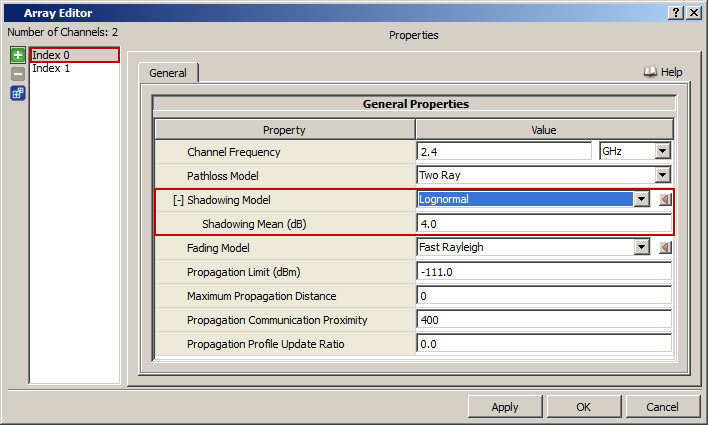 Array Editor
Number of Channels: 2
Properties
Index 0
Index 1
General
Help
General Properties
Property Value
Channel Frequency 2.4 GHz
Pathloss Model Two Ray
[-] Shadowing Model Lognormal
Shadowing Mean (dB) 4.0
Fading Model Fast Rayleigh
Propagation Limit (dBm) -111.0
Maximum Propagation Distance 0
Propagation Communication Proximity 400
Propagation Profile Update Ratio 0.0
Apply OK Cancel